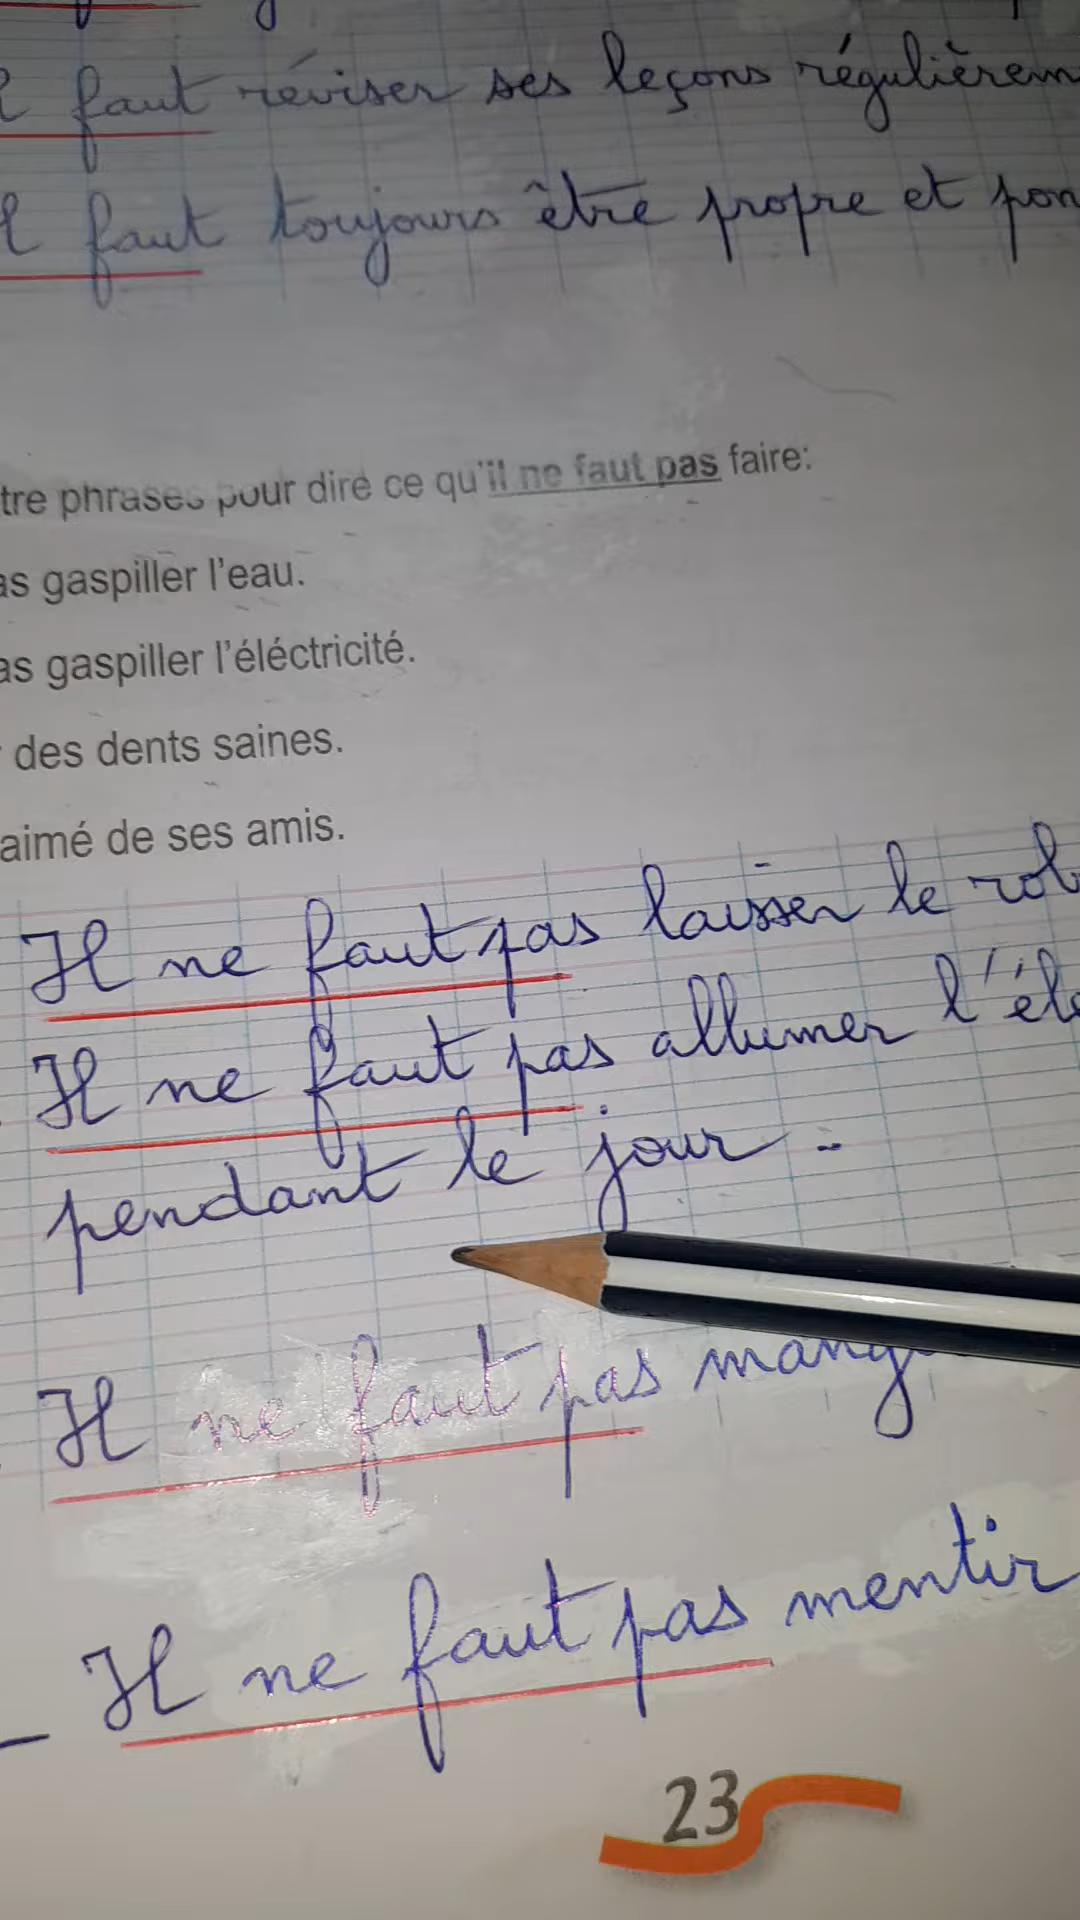 faut réviser ses leçons régulièrem
faut toujours être propre et pon
tre phrases pour dire ce qu'il ne faut pas faire:
as gaspiller l'eau.
as gaspiller l'éléctricité.
des dents saines.
aimé de ses amis.
Il ne faut pas laisser le rob
Il ne faut pas allumer l'éle
pendant le jour.
Il ne faut pas mang
- Il ne faut pas mentir
23